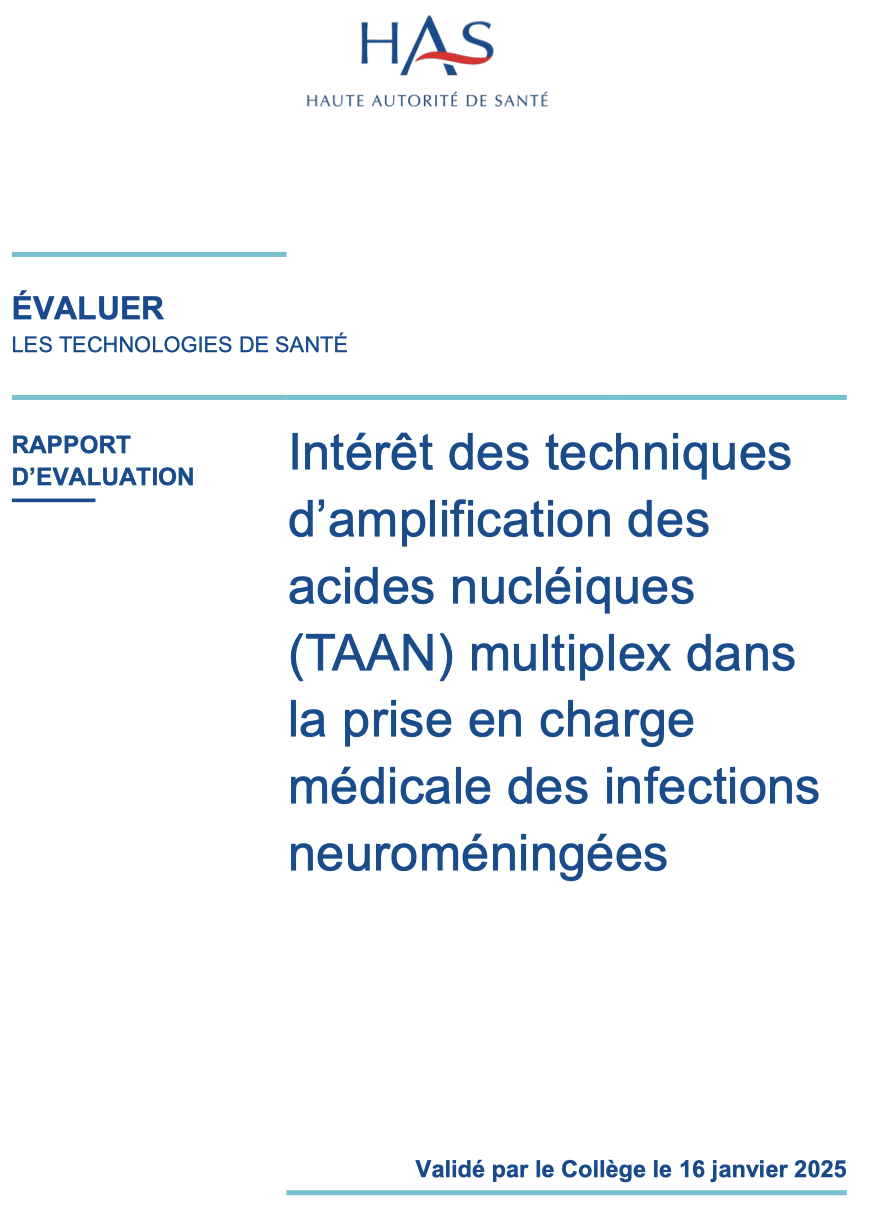 HAS
HAUTE AUTORITÉ DE SANTÉ
ÉVALUER
LES TECHNOLOGIES DE SANTÉ
RAPPORT
D’EVALUATION
Intérêt des techniques
d’amplification des
acides nucléiques
(TAAN) multiplex dans
la prise en charge
médicale des infections
neuroméningées
Validé par le Collège le 16 janvier 2025